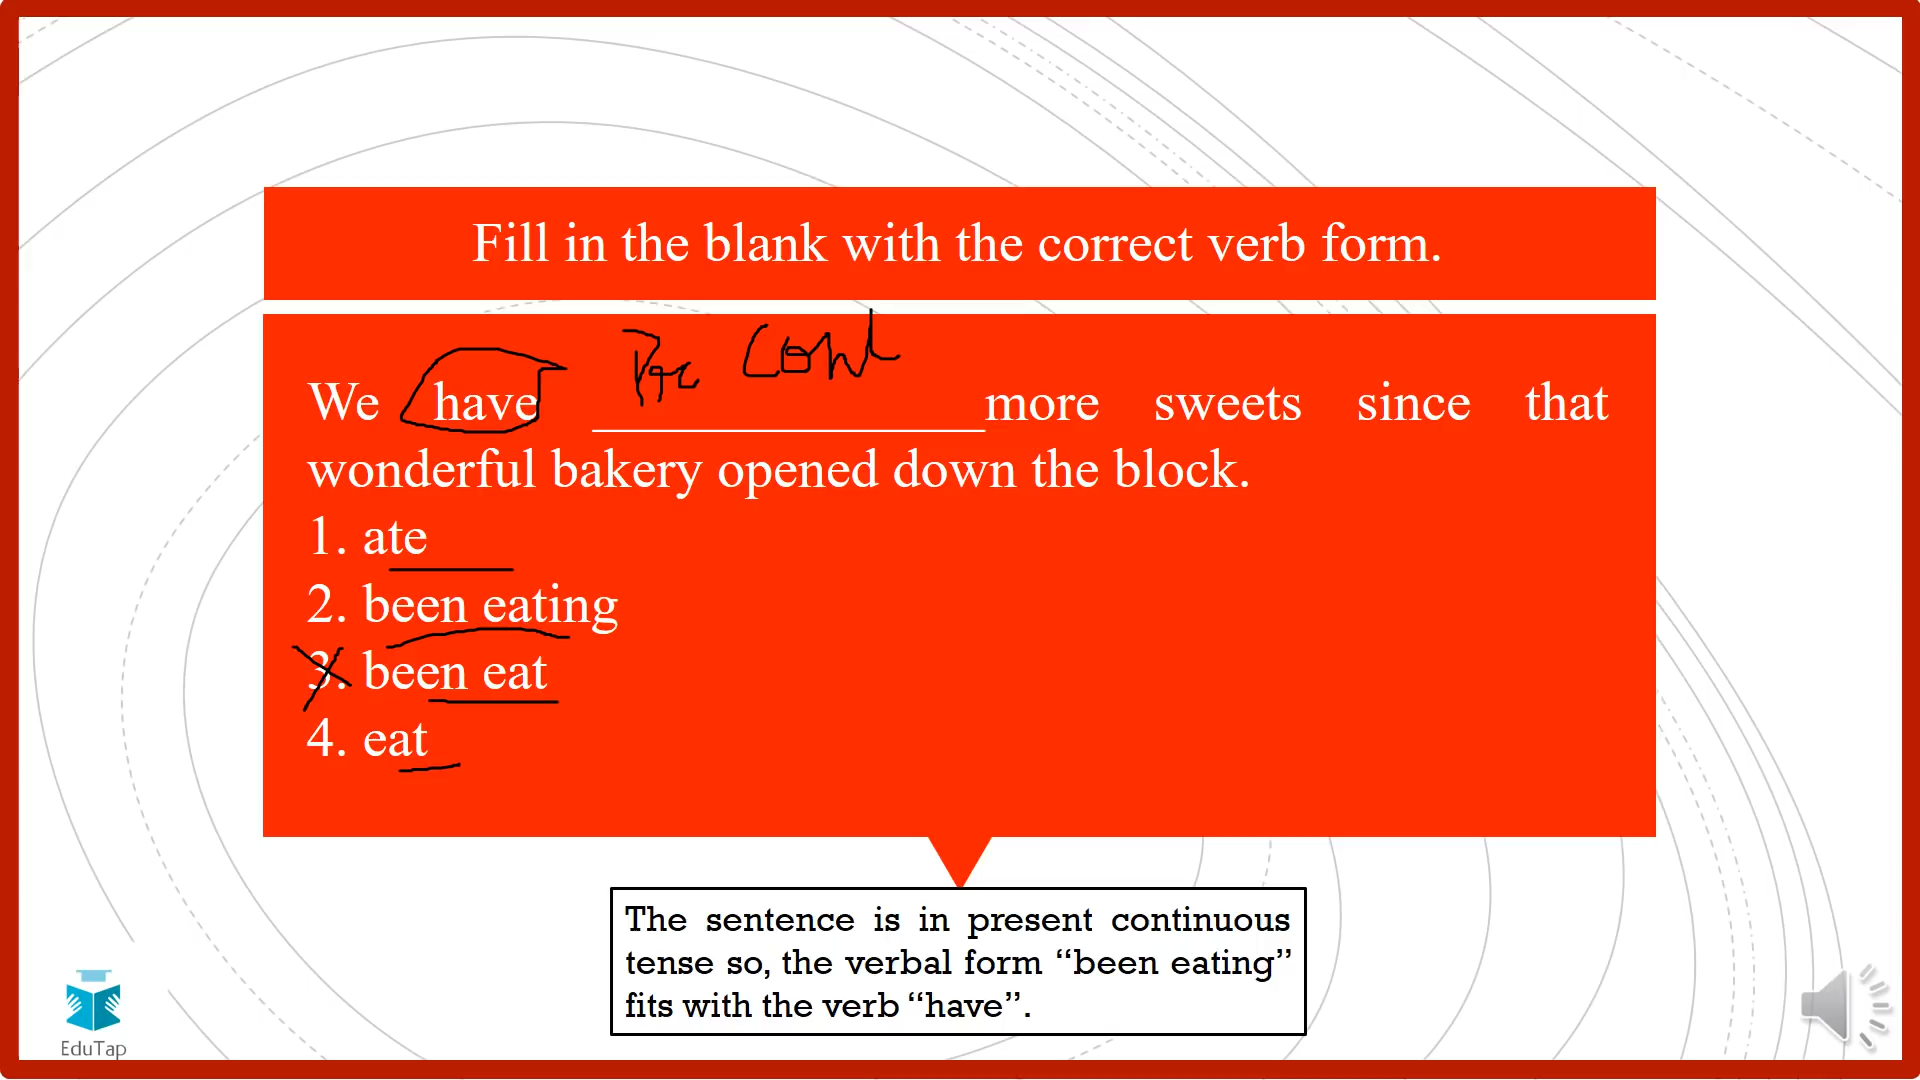 Fill in the blank with the correct verb form.
Cont
We have ______________more sweets since that
wonderful bakery opened down the block.
1. ate
2. been eating
3. been eat
4. eat
The sentence is in present continuous
tense so, the verbal form “been eating”
fits with the verb “have”.
EduTap